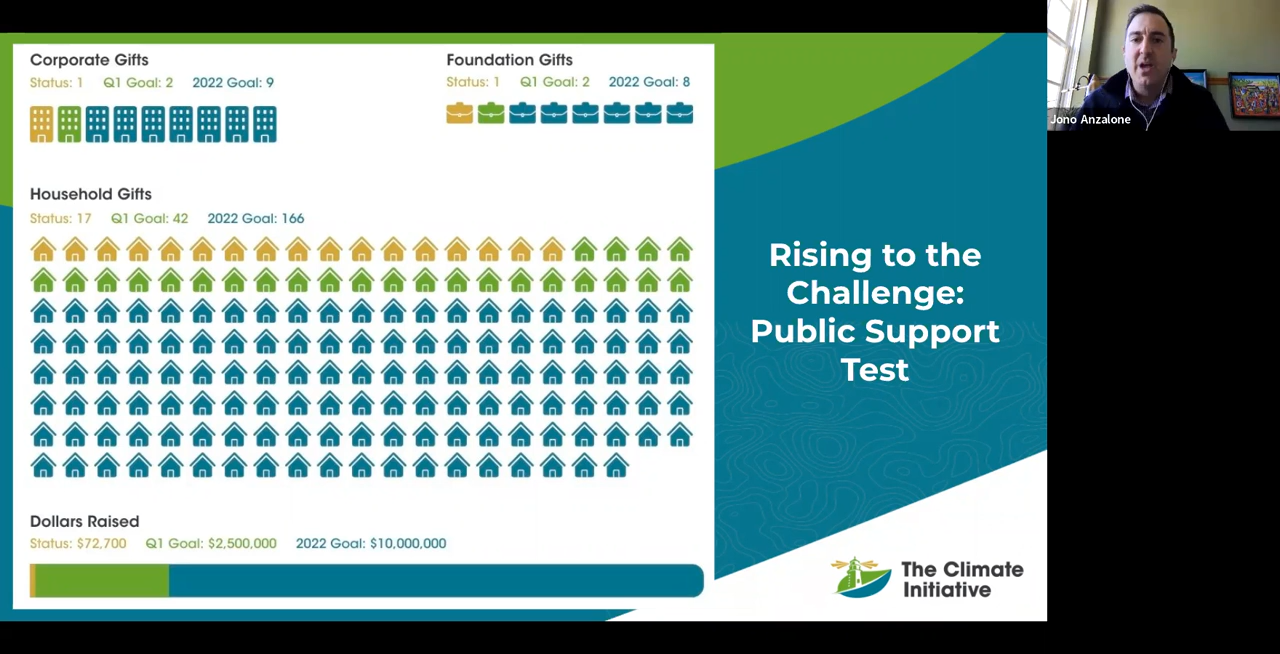 Corporate Gifts
Status: 1 Q1 Goal: 2 2022 Goal: 9
Foundation Gifts
Status: 1 Q1 Goal: 2 2022 Goal: 8
Household Gifts
Status: 17 Q1 Goal: 42 2022 Goal: 166
Dollars Raised
Status: $72,700 Q1 Goal: $2,500,000 2022 Goal: $10,000,000
Rising to the
Challenge:
Public Support
Test
The Climate
Initiative
Jono Anzalone